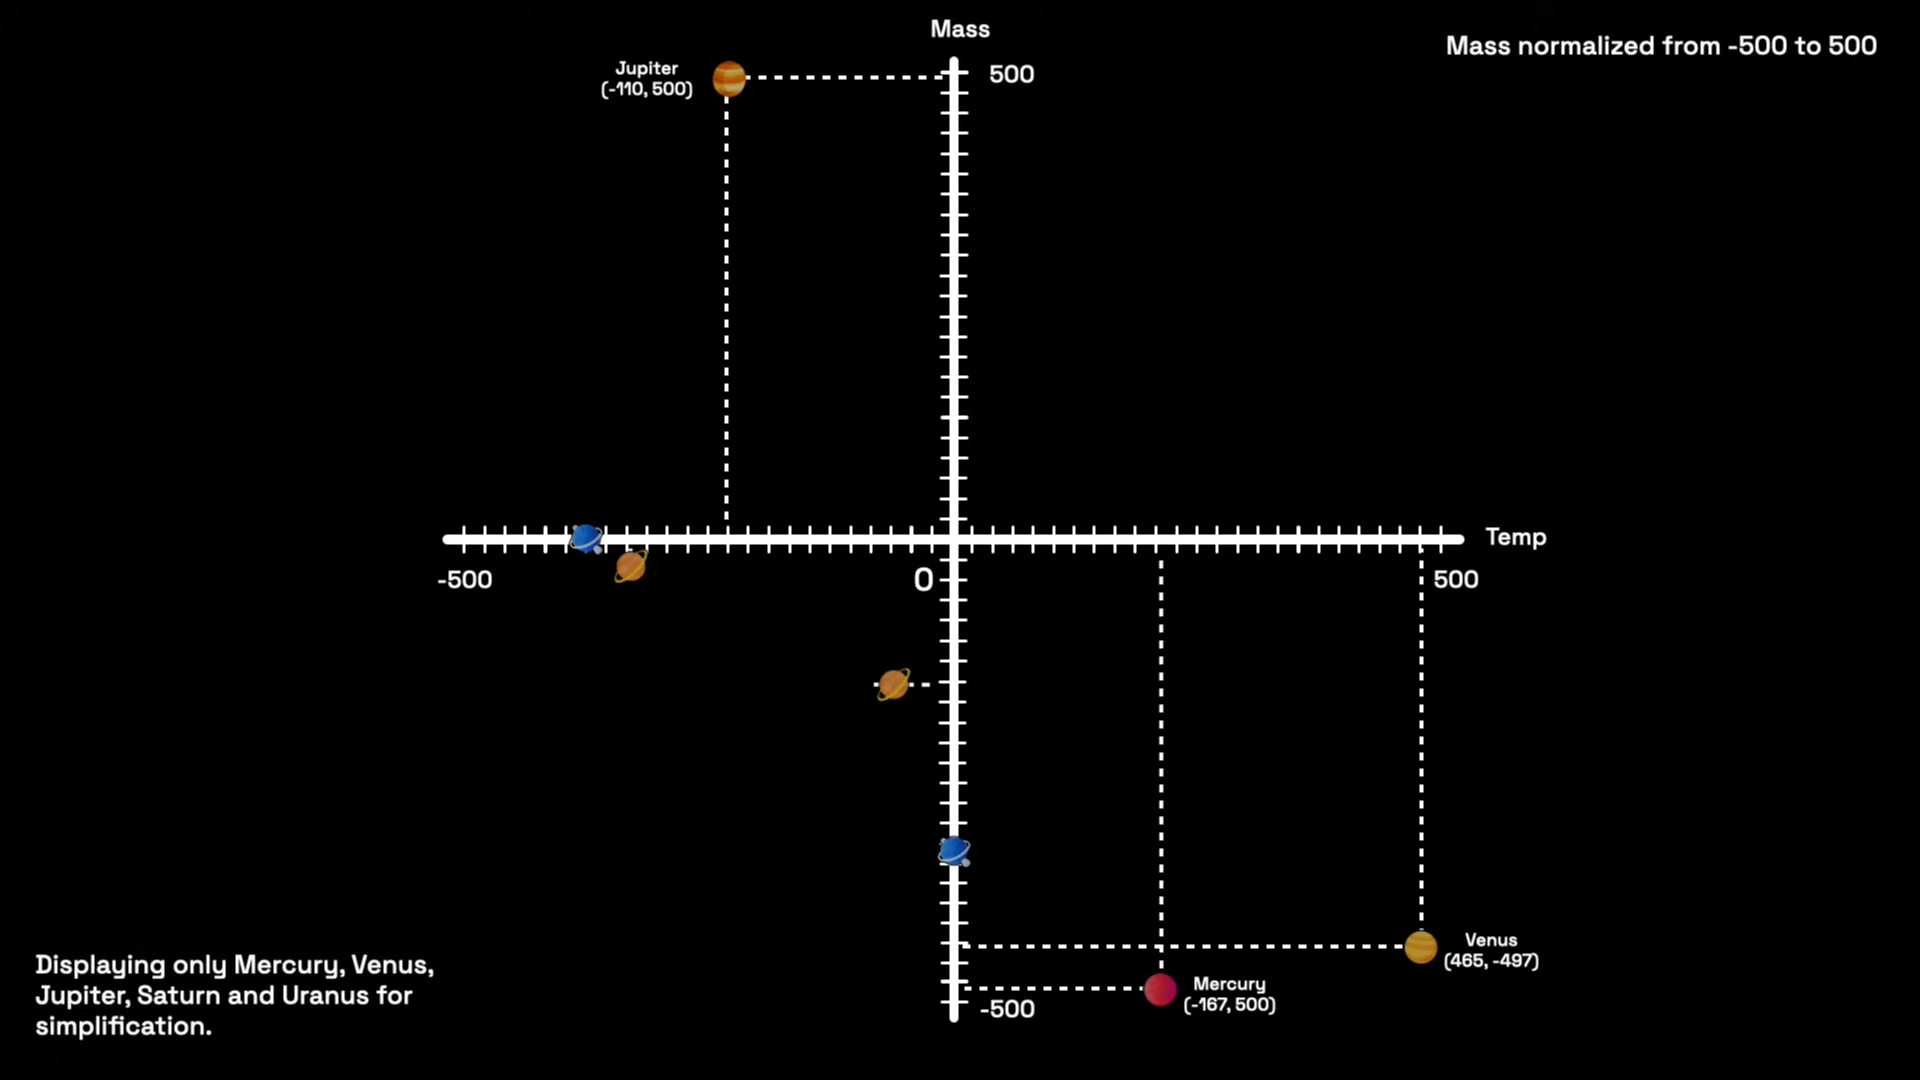 Mass
Mass normalized from -500 to 500
Jupiter
(-110, 500)
500
Temp
-500
0
500
Venus
(465, -497)
Mercury
(-167, 500)
-500
Displaying only Mercury, Venus,
Jupiter, Saturn and Uranus for
simplification.